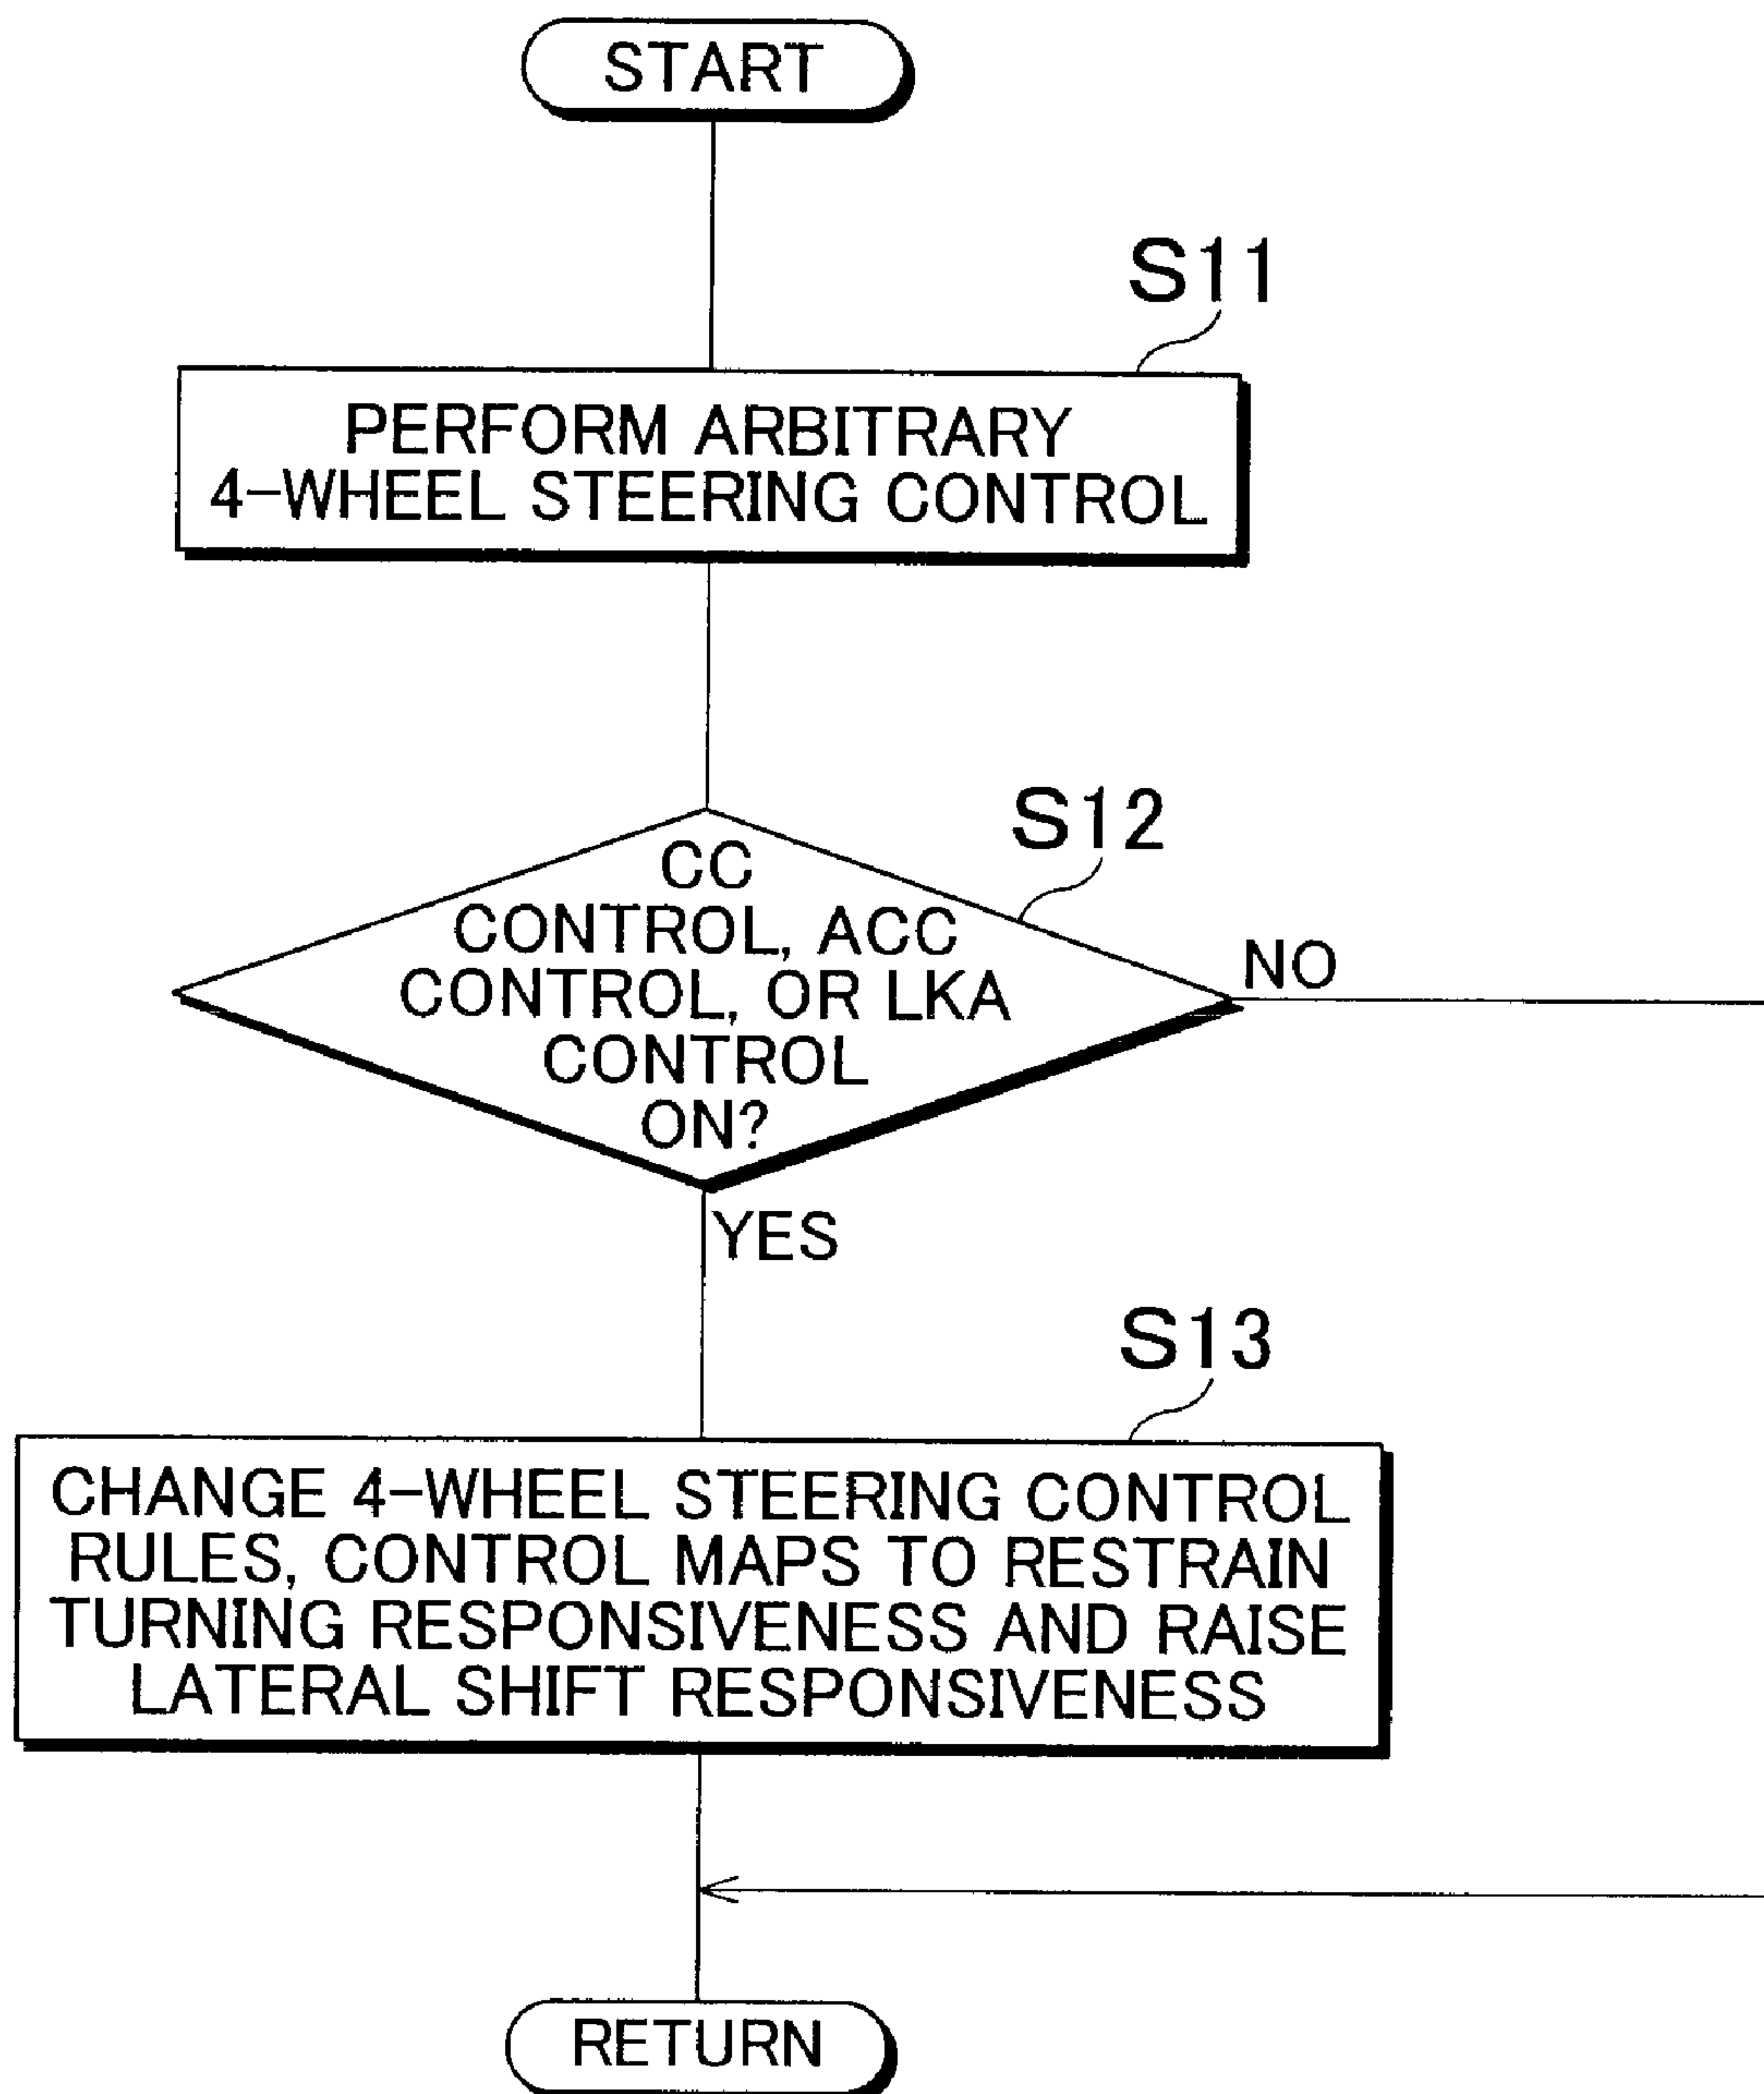 START
S11
PERFORM ARBITRARY
4-WHEEL STEERING CONTROL
S12
CC
CONTROL, ACC
CONTROL, OR LKA
CONTROL
ON?
NO
YES
S13
CHANGE 4-WHEEL STEERING CONTROL
RULES, CONTROL MAPS TO RESTRAIN
TURNING RESPONSIVENESS AND RAISE
LATERAL SHIFT RESPONSIVENESS
RETURN